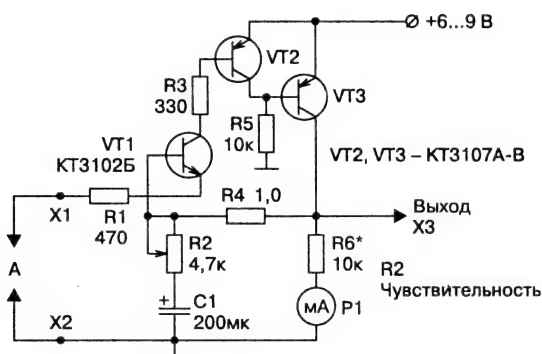 Ø +6...9 В
VT2
R3
330
VT3
VT1
КТ3102Б
R5
10к
VT2, VT3 – КТ3107А-В
X1
R1
470
R4 1,0
Выход
X3
А
R2
4,7к
R6*
10к
R2
Чувствительность
+
C1
200мк
мА
P1
X2